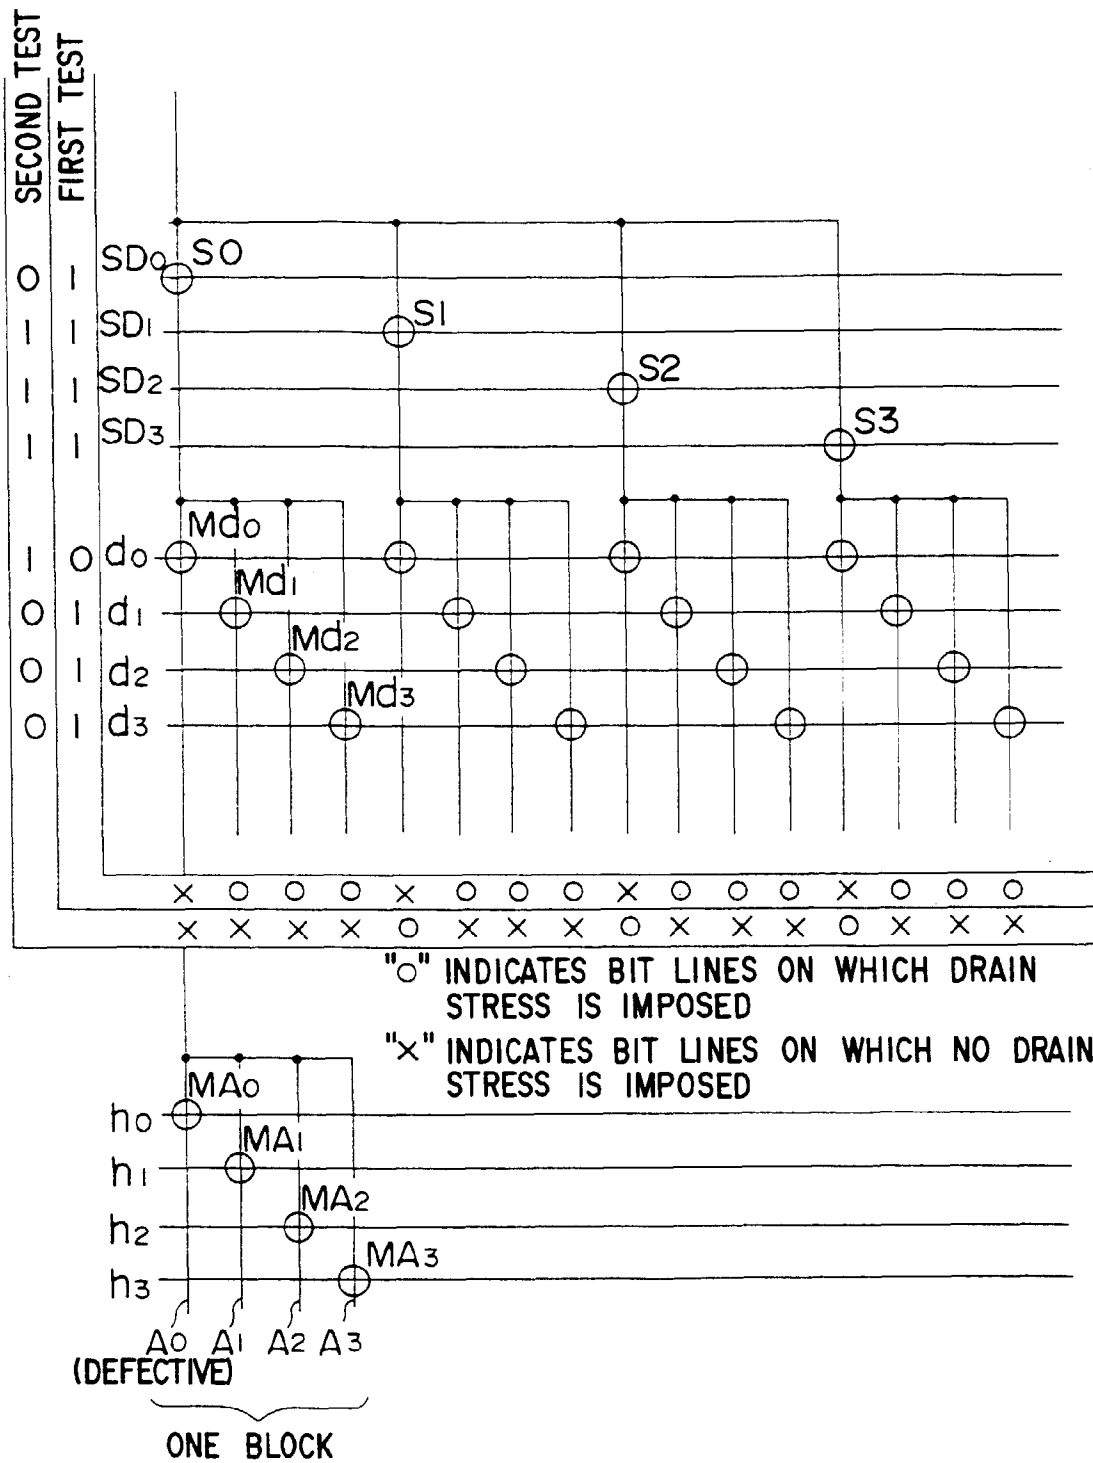 SECOND TEST
FIRST TEST
0 1 SD0 S0
1 1 SD1 S1
1 1 SD2 S2
1 1 SD3 S3
1 0 d0 Md0
0 1 d1 Md1
0 1 d2 Md2
0 1 d3 Md3
× o o o × o o o × o o o × o o o
× × × × o × × × o × × × o × × ×
"o" INDICATES BIT LINES ON WHICH DRAIN
STRESS IS IMPOSED
"×" INDICATES BIT LINES ON WHICH NO DRAIN
STRESS IS IMPOSED
h0 MA0
h1 MA1
h2 MA2
h3 MA3
A0 A1 A2 A3
(DEFECTIVE)
ONE BLOCK